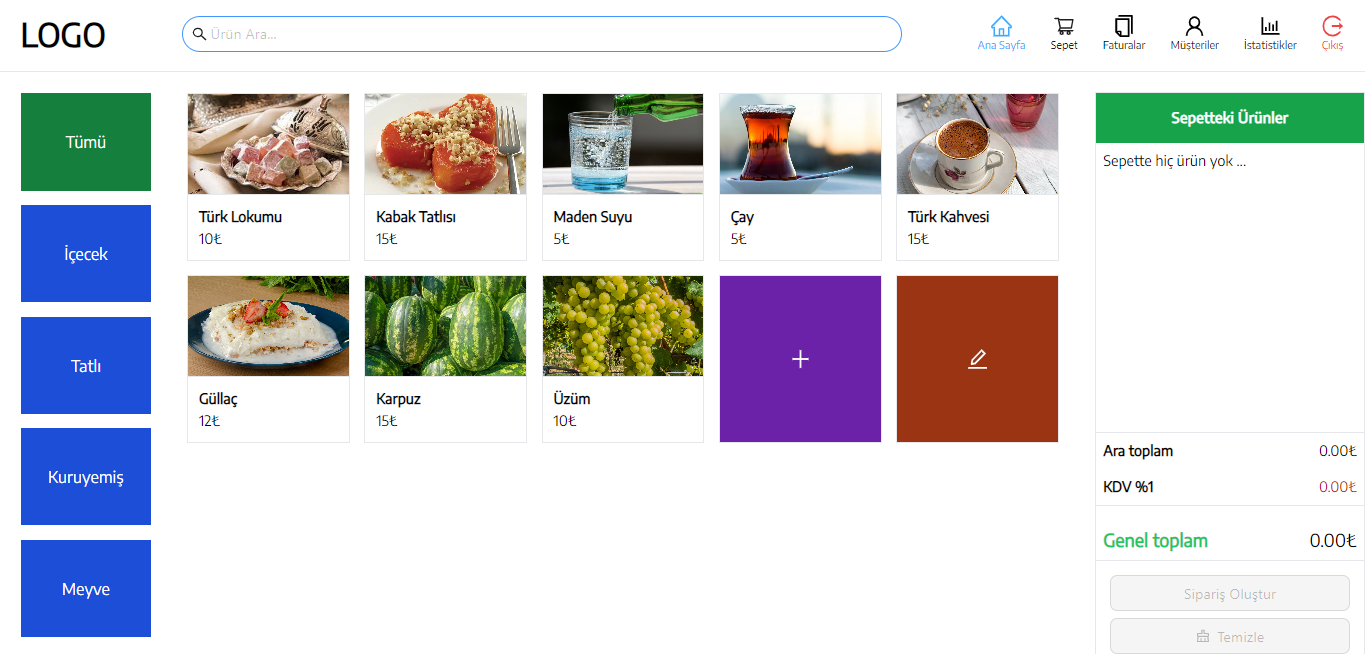 LOGO
Ürün Ara...
Ana Sayfa
Sepet
Faturalar
Müşteriler
İstatistikler
Çıkış
Tümü
İçecek
Tatlı
Kuruyemiş
Meyve
Türk Lokumu
10₺
Kabak Tatlısı
15₺
Maden Suyu
5₺
Çay
5₺
Türk Kahvesi
15₺
Güllaç
12₺
Karpuz
15₺
Üzüm
10₺
Sepetteki Ürünler
Sepette hiç ürün yok ...
Ara toplam 0.00₺
KDV %1 0.00₺
Genel toplam 0.00₺
Sipariş Oluştur
Temizle